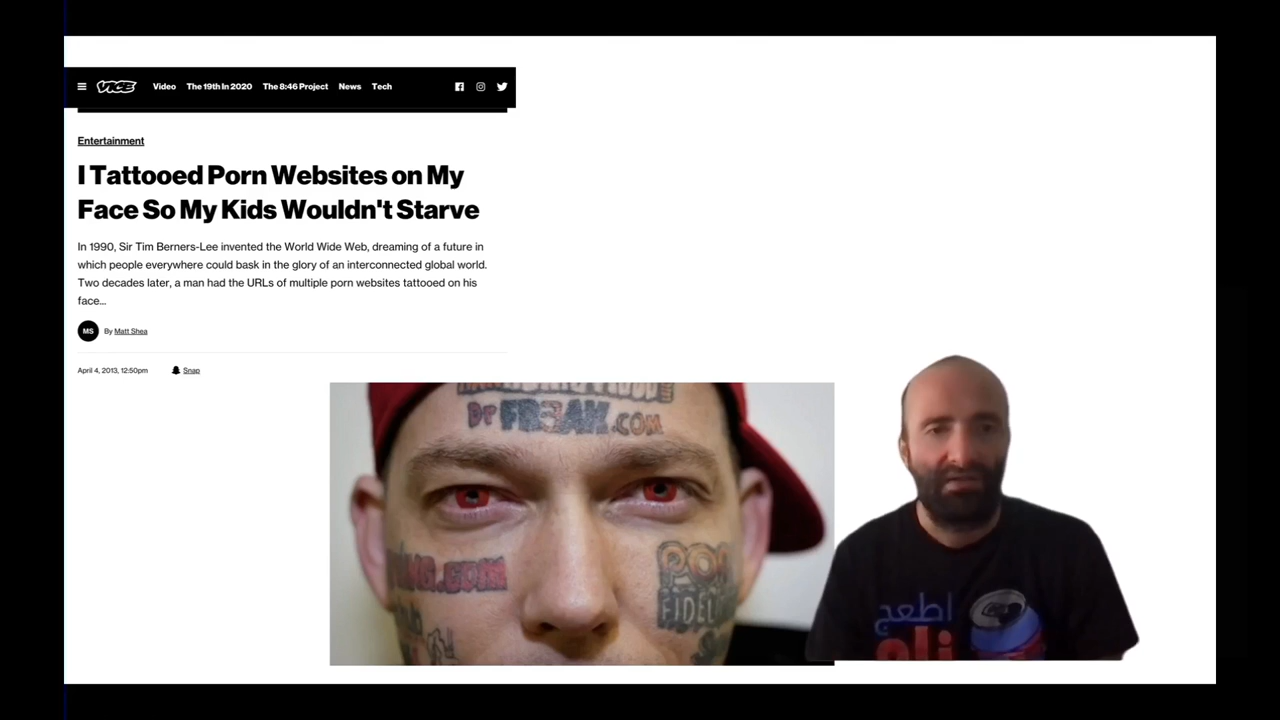 VICE
Video The 19th In 2020 The 8:46 Project News Tech
Entertainment
I Tattooed Porn Websites on My
Face So My Kids Wouldn't Starve
In 1990, Sir Tim Berners-Lee invented the World Wide Web, dreaming of a future in
which people everywhere could bask in the glory of an interconnected global world.
Two decades later, a man had the URLs of multiple porn websites tattooed on his
face...
MS By Matt Shea
April 4, 2013, 12:50pm Snap
DrFREAK.COM